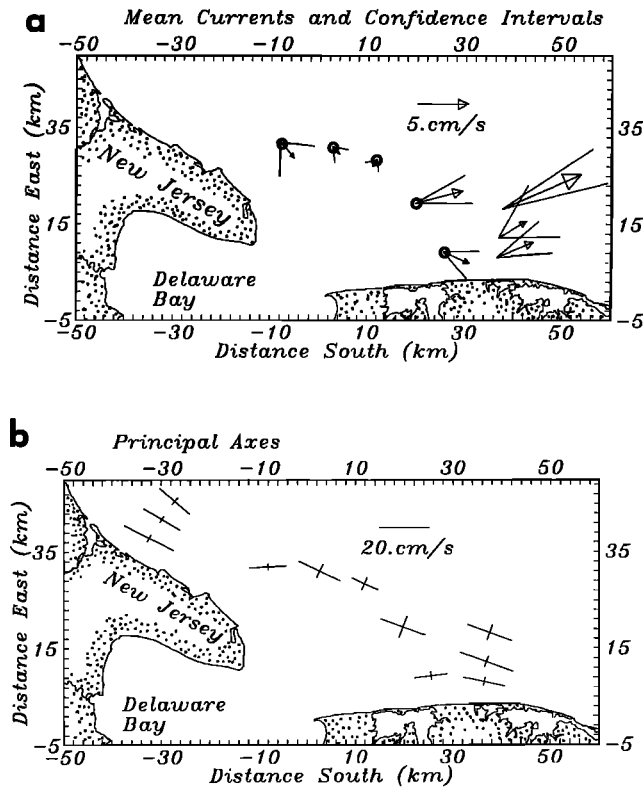 a
Mean Currents and Confidence Intervals
-50 -30 -10 10 30 50
Distance East (km)
35
15
-5
35
15
-5
5.cm/s
New Jersey
Delaware
Bay
-50 -30 -10 10 30 50
Distance South (km)
b
Principal Axes
-50 -30 -10 10 30 50
Distance East (km)
35
15
-5
35
15
-5
20.cm/s
New Jersey
Delaware
Bay
-50 -30 -10 10 30 50
Distance South (km)